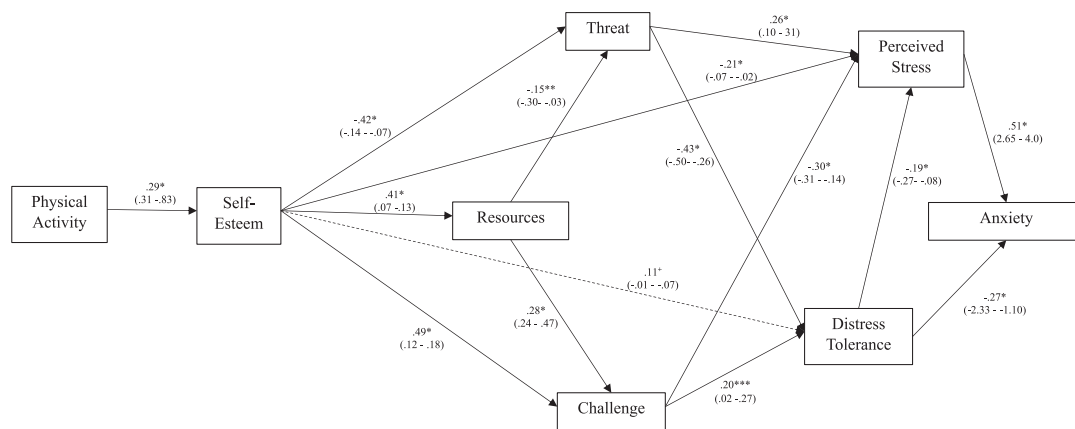 Threat
.26*
(.10 - 31)
Perceived
Stress
-.21*
(-.07 - -.02)
-.15**
(-.30- -.03)
.51*
(2.65 - 4.0)
-.42*
(-.14 - -.07)
-.43*
(-.50- -.26)
-.30*
(-.31 - -.14)
-.19*
(-.27- -.08)
Physical
Activity
.29*
(.31 -.83)
Self-
Esteem
.41*
(.07 - .13)
Resources
Anxiety
.11+
(-.01 - -.07)
.28*
(.24 - .47)
.49*
(.12 - .18)
Distress
Tolerance
-.27*
(-2.33 - -1.10)
Challenge
.20***
(.02 -.27)